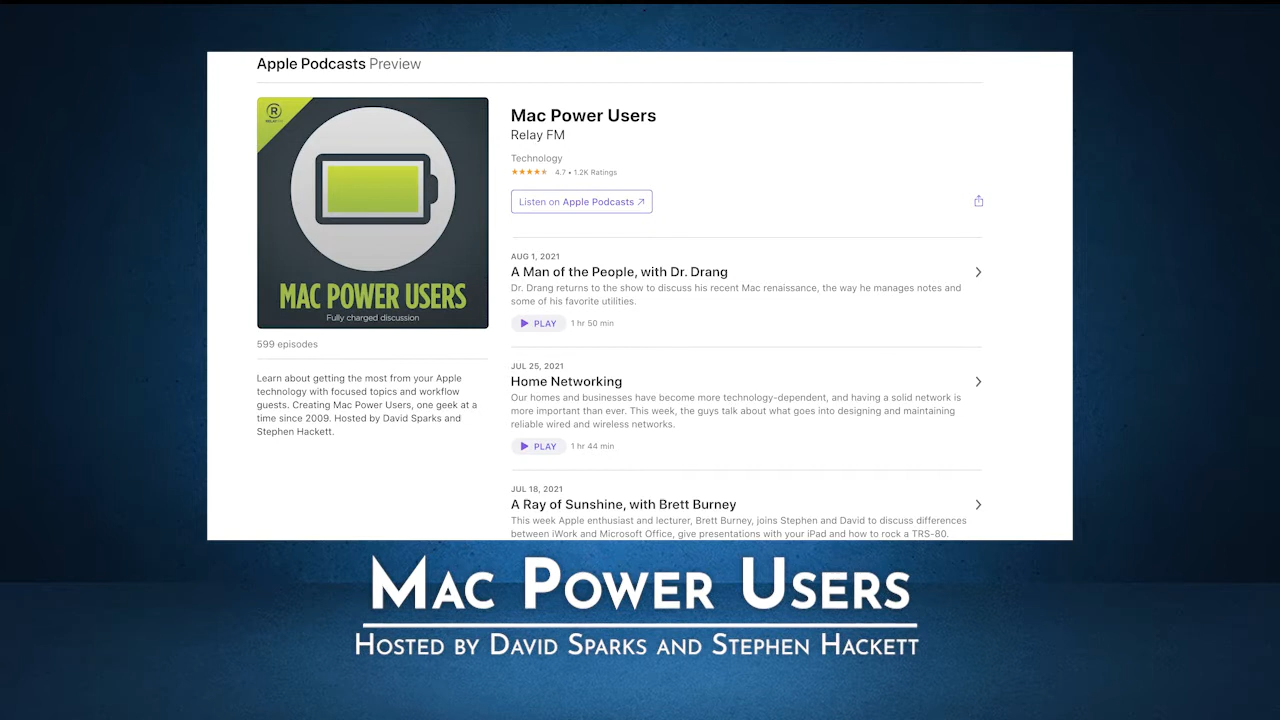 Apple Podcasts Preview
R
RELAY FM
MAC POWER USERS
Fully charged discussion
599 episodes
Learn about getting the most from your Apple
technology with focused topics and workflow
guests. Creating Mac Power Users, one geek at a
time since 2009. Hosted by David Sparks and
Stephen Hackett.
Mac Power Users
Relay FM
Technology
4.7 • 1.2K Ratings
Listen on Apple Podcasts ↗
AUG 1, 2021
A Man of the People, with Dr. Drang
Dr. Drang returns to the show to discuss his recent Mac renaissance, the way he manages notes and
some of his favorite utilities.
PLAY 1 hr 50 min
JUL 25, 2021
Home Networking
Our homes and businesses have become more technology-dependent, and having a solid network is
more important than ever. This week, the guys talk about what goes into designing and maintaining
reliable wired and wireless networks.
PLAY 1 hr 44 min
JUL 18, 2021
A Ray of Sunshine, with Brett Burney
This week Apple enthusiast and lecturer, Brett Burney, joins Stephen and David to discuss differences
between iWork and Microsoft Office, give presentations with your iPad and how to rock a TRS-80.
MAC POWER USERS
HOSTED BY DAVID SPARKS AND STEPHEN HACKETT